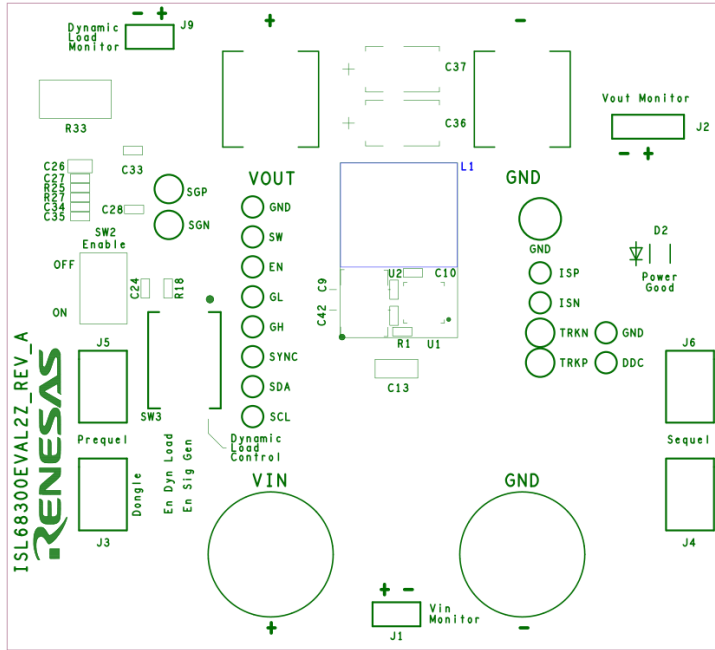 - +
Dynamic
Load
Monitor
J9
+
-
C37
C36
R33
Vout Monitor
J2
- +
C33
C26
C27
R25
R27
C34
C35
C28
SGP
SGN
VOUT
L1
GND
GND
SW
EN
GL
GH
SYNC
SDA
SCL
GND
ISP
ISN
TRKN
GND
TRKP
DDC
D2
Power
Good
SW2
Enable
OFF
ON
C24
R18
C9
U2
C10
C42
R1
U1
C13
J5
Prequel
SW3
J6
Sequel
Dynamic
Load
Control
En Dyn Load
En Sig Gen
Dongle
J3
J4
ISL68300EVAL2Z_REV_A
RENESAS
VIN
GND
+
-
+ -
Vin
Monitor
J1